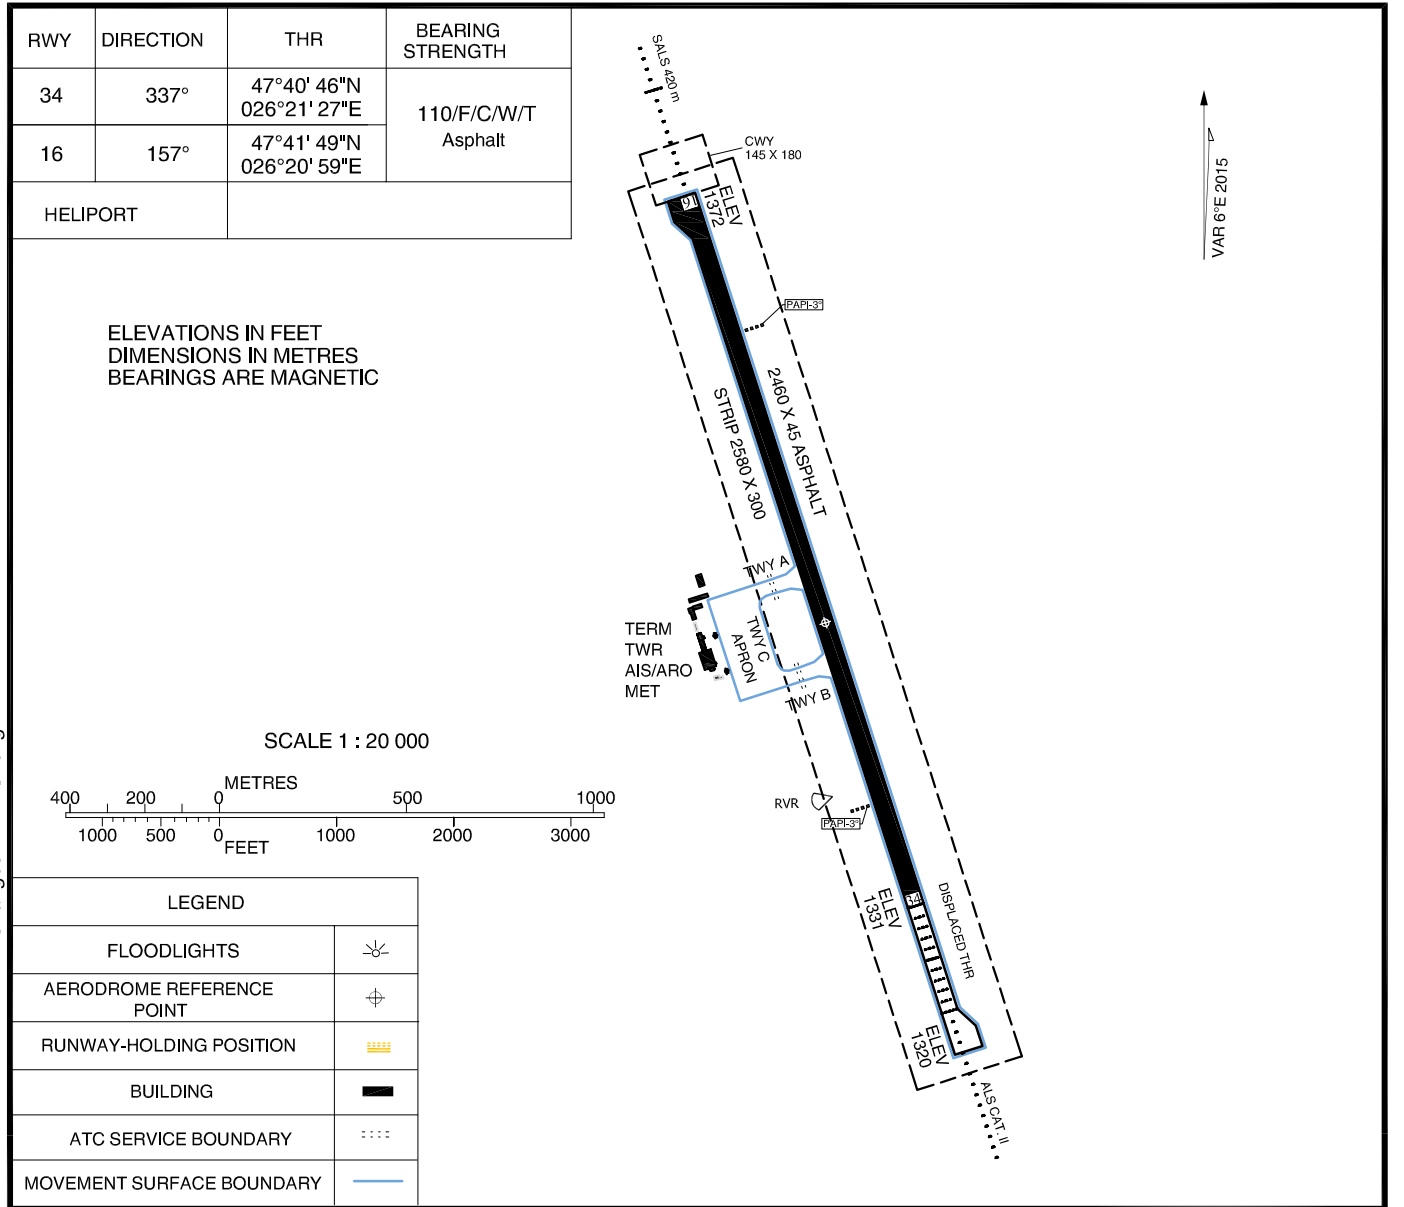 RWY DIRECTION THR BEARING STRENGTH
34 337° 47°40' 46"N 026°21' 27"E 110/F/C/W/T Asphalt
16 157° 47°41' 49"N 026°20' 59"E
HELIPORT
ELEVATIONS IN FEET
DIMENSIONS IN METRES
BEARINGS ARE MAGNETIC
SALS 420 m
CWY
145 X 180
16
ELEV
1372
VAR 6°E 2015
PAPI-3°
2460 X 45 ASPHALT
STRIP 2580 X 300
TWY A
TWY C
APRON
TWY B
TERM
TWR
AIS/ARO
MET
RVR
PAPI-3°
34
ELEV
1331
DISPLACED THR
ELEV
1320
ALS CAT. II
SCALE 1 : 20 000
METRES
400 200 0 500 1000
1000 500 0 1000 2000 3000
FEET
LEGEND
FLOODLIGHTS
AERODROME REFERENCE
POINT
RUNWAY-HOLDING POSITION
BUILDING
ATC SERVICE BOUNDARY
MOVEMENT SURFACE BOUNDARY